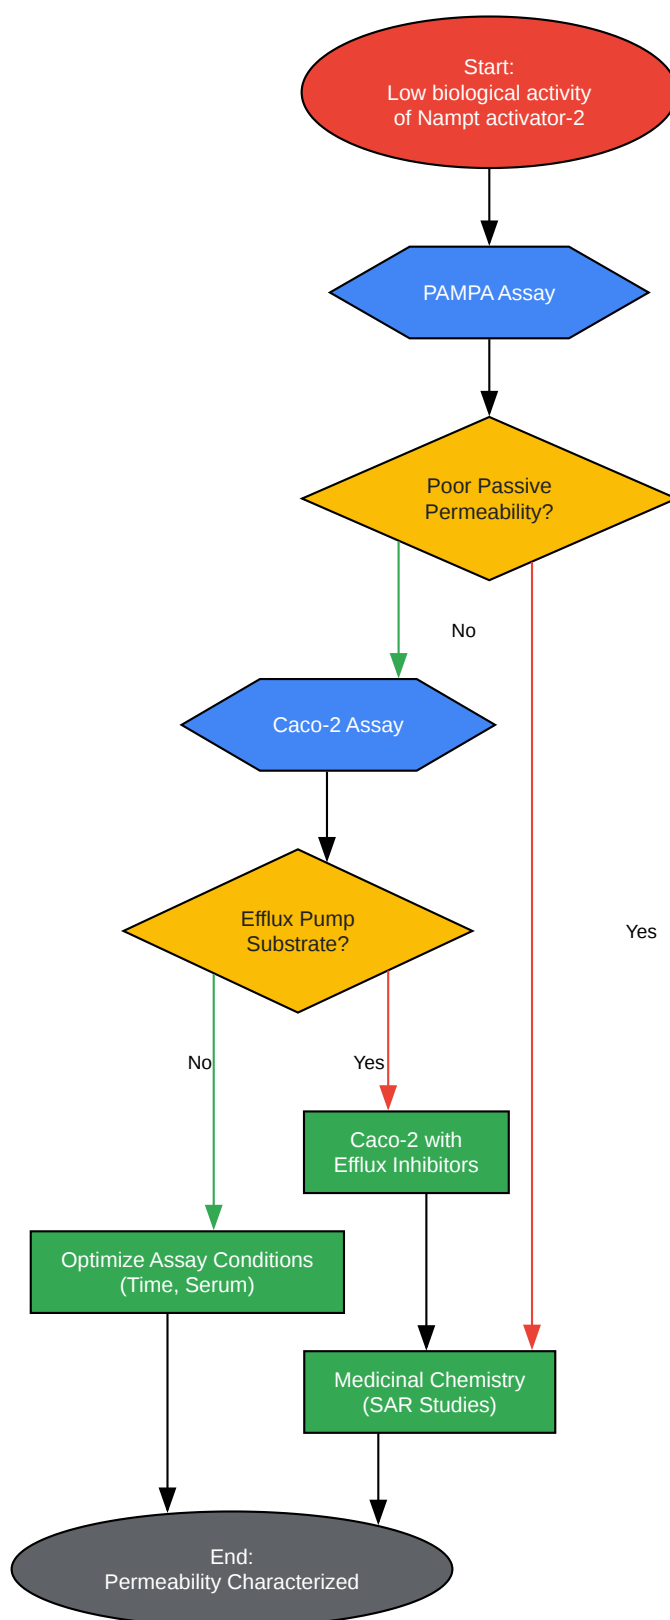 Start:
Low biological activity
of Nampt activator-2
PAMPA Assay
Poor Passive
Permeability?
No
Caco-2 Assay
Efflux Pump
Substrate?
Yes
No
Yes
Caco-2 with
Efflux Inhibitors
Optimize Assay Conditions
(Time, Serum)
Medicinal Chemistry
(SAR Studies)
End:
Permeability Characterized